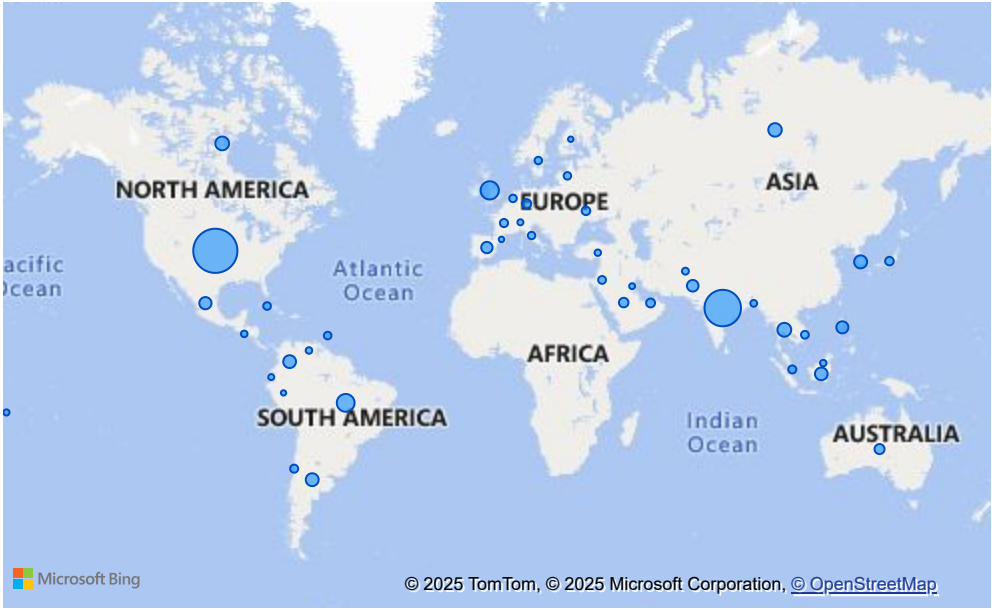 NORTH AMERICA
EUROPE
ASIA
acific
Ocean
Atlantic
Ocean
AFRICA
SOUTH AMERICA
Indian
Ocean
AUSTRALIA
Microsoft Bing
© 2025 TomTom, © 2025 Microsoft Corporation, © OpenStreetMap